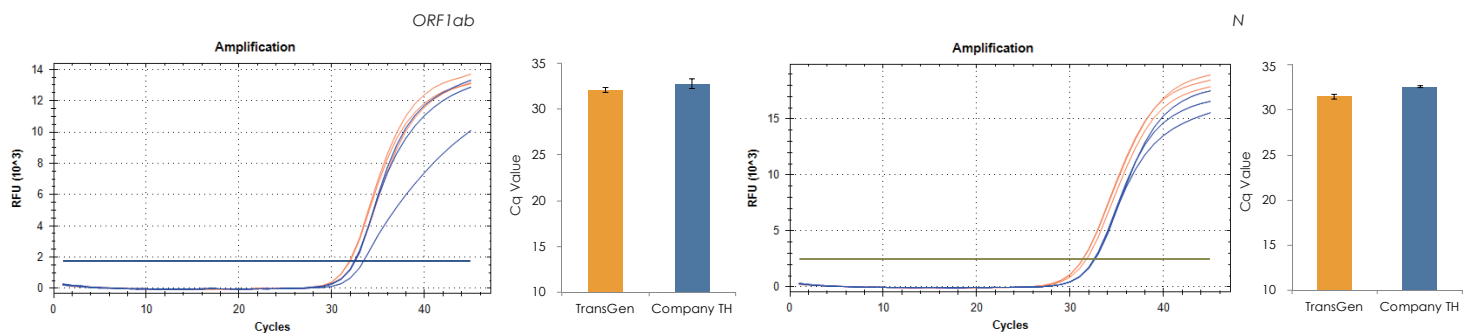 ORF1ab
Amplification
RFU (10^3)
14
12
10
8
6
4
2
0
0
10
20
30
40
Cycles
Cq Value
35
30
25
20
15
10
TransGen
Company TH
N
Amplification
RFU (10^3)
15
10
5
0
0
10
20
30
40
Cycles
Cq Value
35
30
25
20
15
10
TransGen
Company TH